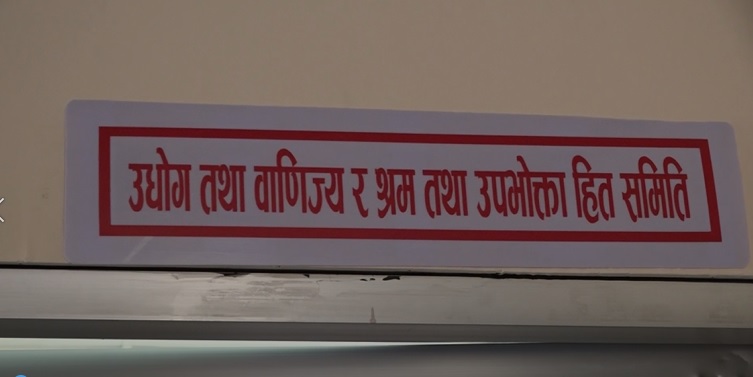 उधोग तथा वाणिज्य र श्रम तथा उपभोक्ता हित समिति